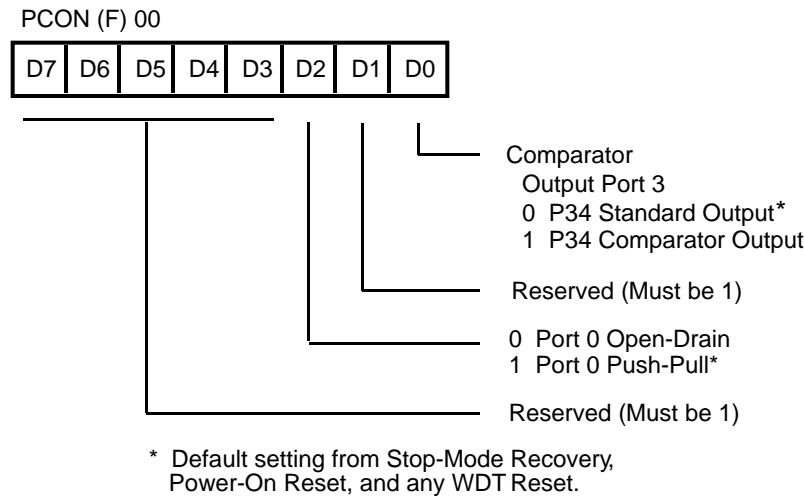 PCON (F) 00
D7 D6 D5 D4 D3 D2 D1 D0
Comparator
Output Port 3
0 P34 Standard Output*
1 P34 Comparator Output
Reserved (Must be 1)
0 Port 0 Open-Drain
1 Port 0 Push-Pull*
Reserved (Must be 1)
* Default setting from Stop-Mode Recovery,
Power-On Reset, and any WDT Reset.